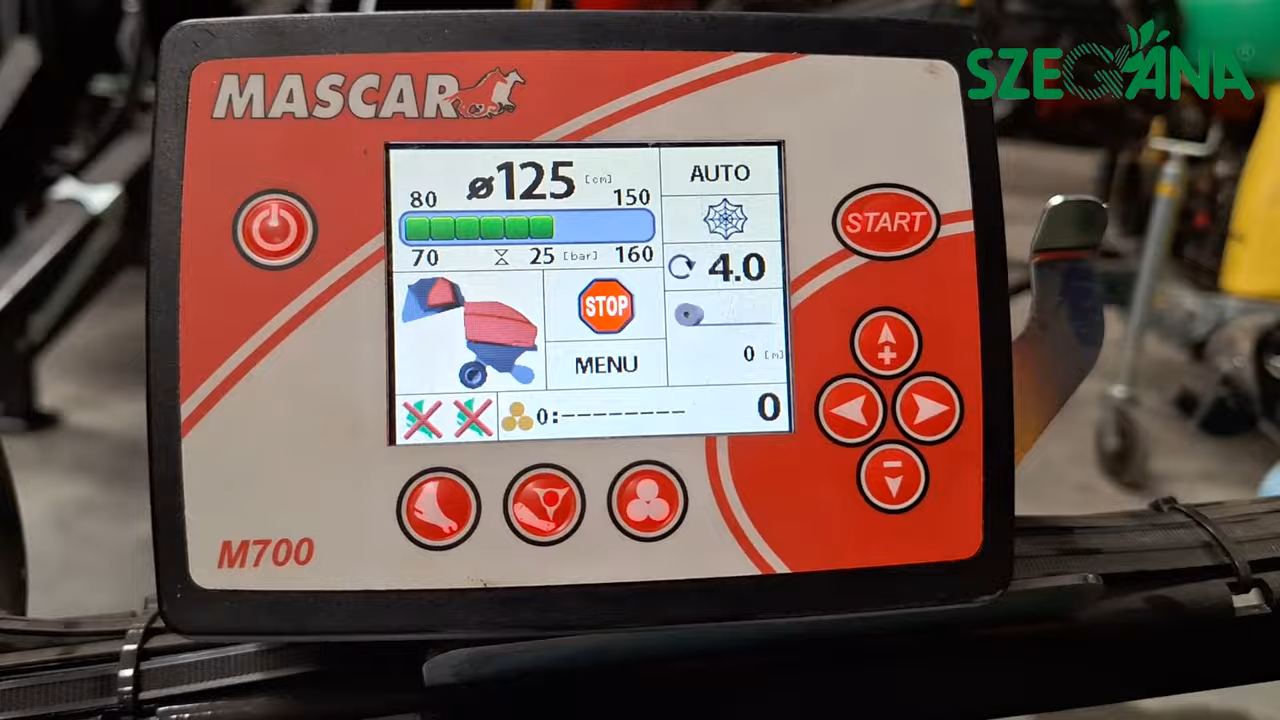 MASCAR
SZEGÁNA®
ø125 [cm]
80 150
70 25 [bar] 160
AUTO
4.0
STOP
MENU
0 [m]
0:-------- 0
START
M700